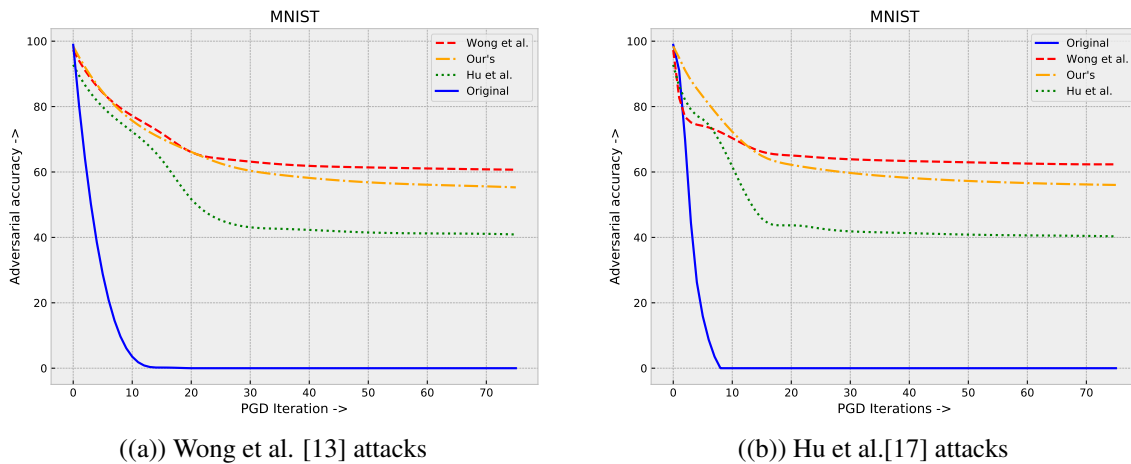 MNIST
Adversarial accuracy ->
100
80
60
40
20
0
Wong et al.
Our's
Hu et al.
Original
0 10 20 30 40 50 60 70
PGD Iteration ->
((a)) Wong et al. [13] attacks
MNIST
Adversarial accuracy ->
100
80
60
40
20
0
Original
Wong et al.
Our's
Hu et al.
0 10 20 30 40 50 60 70
PGD Iterations ->
((b)) Hu et al.[17] attacks